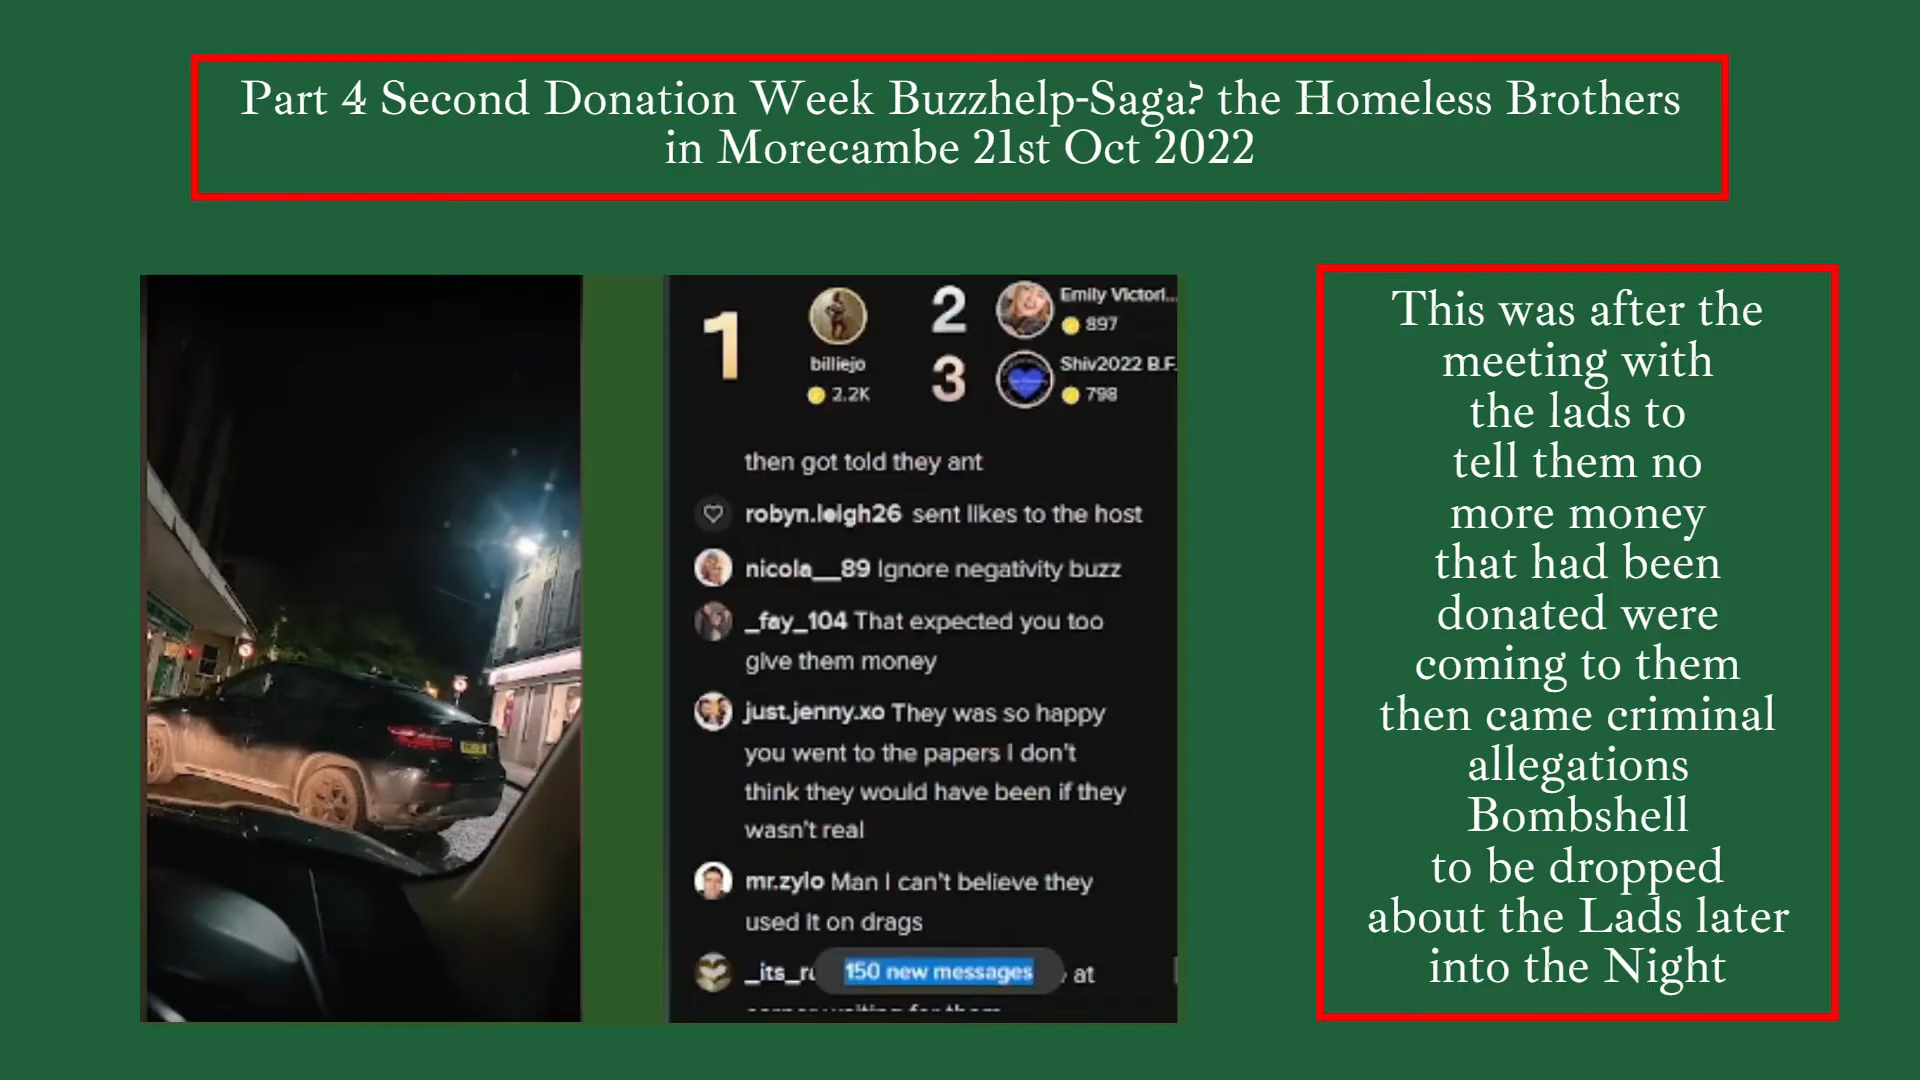 Part 4 Second Donation Week Buzzhelp-Saga? the Homeless Brothers
in Morecambe 21st Oct 2022
1
billiejo
2.2K
2
Emily Victori...
897
3
Shiv2022 B.F.
798
then got told they ant
robyn.leigh26 sent likes to the host
nicola__89 Ignore negativity buzz
_fay_104 That expected you too
give them money
just.jenny.xo They was so happy
you went to the papers I don't
think they would have been if they
wasn't real
mr.zylo Man I can't believe they
used it on drags
150 new messages
at
This was after the
meeting with
the lads to
tell them no
more money
that had been
donated were
coming to them
then came criminal
allegations
Bombshell
to be dropped
about the Lads later
into the Night